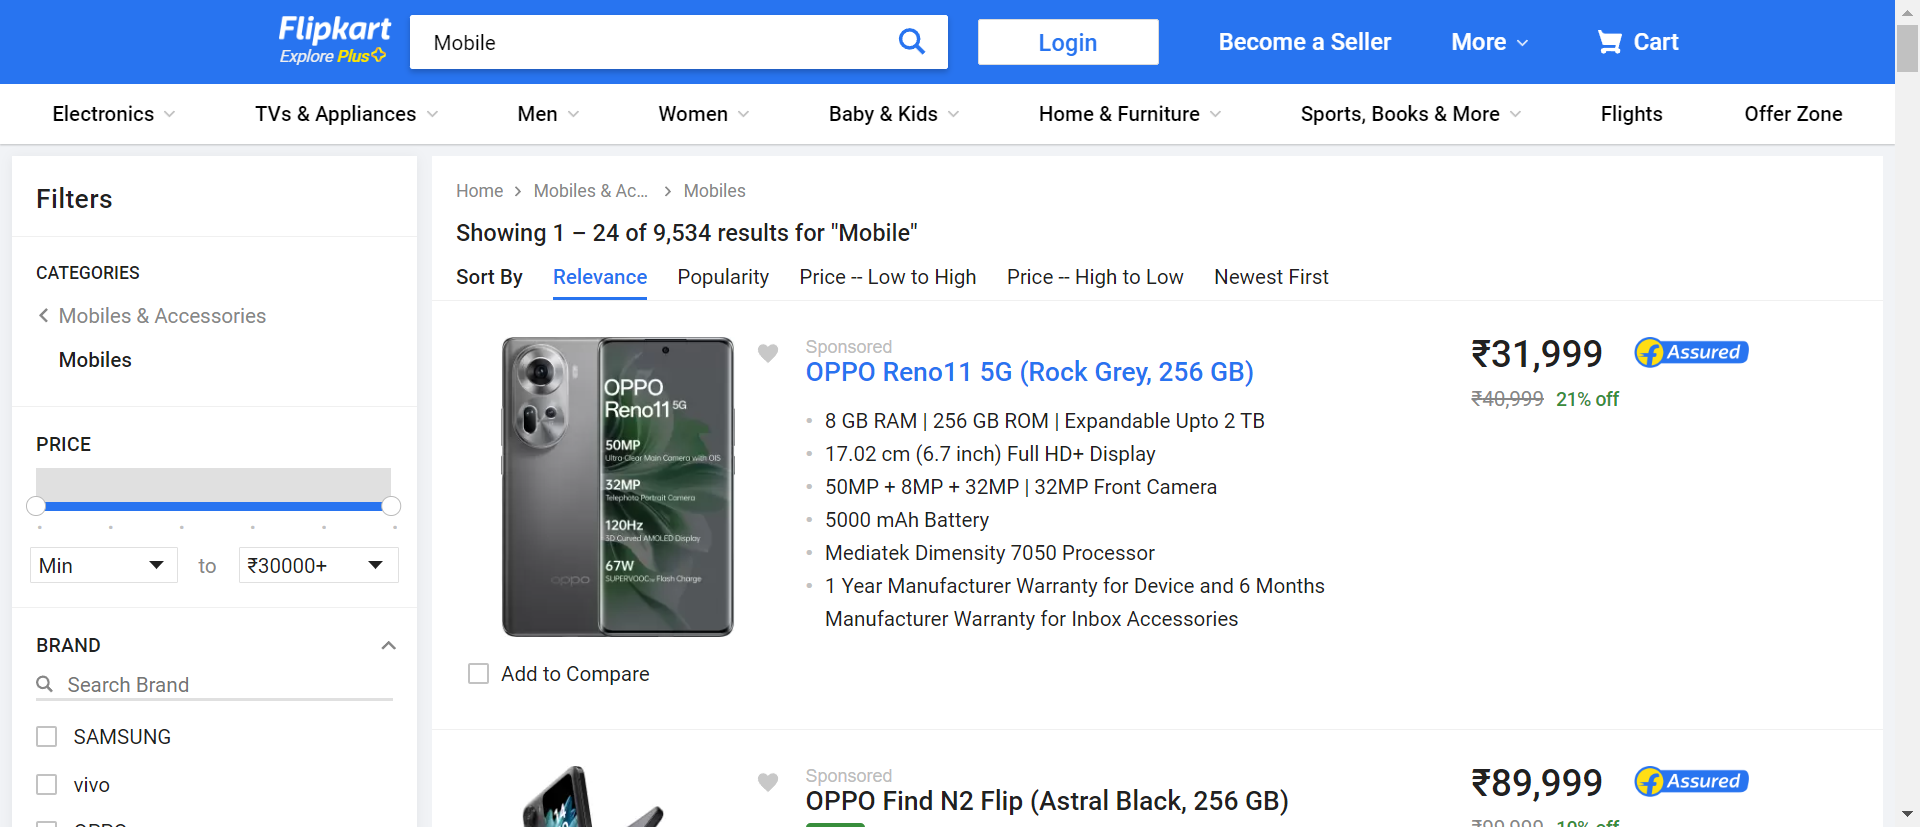 Flipkart
Explore Plus
Mobile
Login
Become a Seller
More
Cart
Electronics
TVs & Appliances
Men
Women
Baby & Kids
Home & Furniture
Sports, Books & More
Flights
Offer Zone
Filters
CATEGORIES
Mobiles & Accessories
Mobiles
PRICE
Min
to
₹30000+
BRAND
Search Brand
SAMSUNG
vivo
OPPO
Home
Mobiles & Ac...
Mobiles
Showing 1 – 24 of 9,534 results for "Mobile"
Sort By
Relevance
Popularity
Price -- Low to High
Price -- High to Low
Newest First
OPPO
Reno11 5G
50MP
Ultra-Clear Main Camera with OIS
32MP
Telephoto Portrait Camera
120Hz
3D Curved AMOLED Display
67W
SUPERVOOC Flash Charge
oppo
Add to Compare
Sponsored
OPPO Reno11 5G (Rock Grey, 256 GB)
8 GB RAM | 256 GB ROM | Expandable Upto 2 TB
17.02 cm (6.7 inch) Full HD+ Display
50MP + 8MP + 32MP | 32MP Front Camera
5000 mAh Battery
Mediatek Dimensity 7050 Processor
1 Year Manufacturer Warranty for Device and 6 Months
Manufacturer Warranty for Inbox Accessories
₹31,999
Assured
₹40,999 21% off
Sponsored
OPPO Find N2 Flip (Astral Black, 256 GB)
₹89,999
Assured
₹99,999 10% off